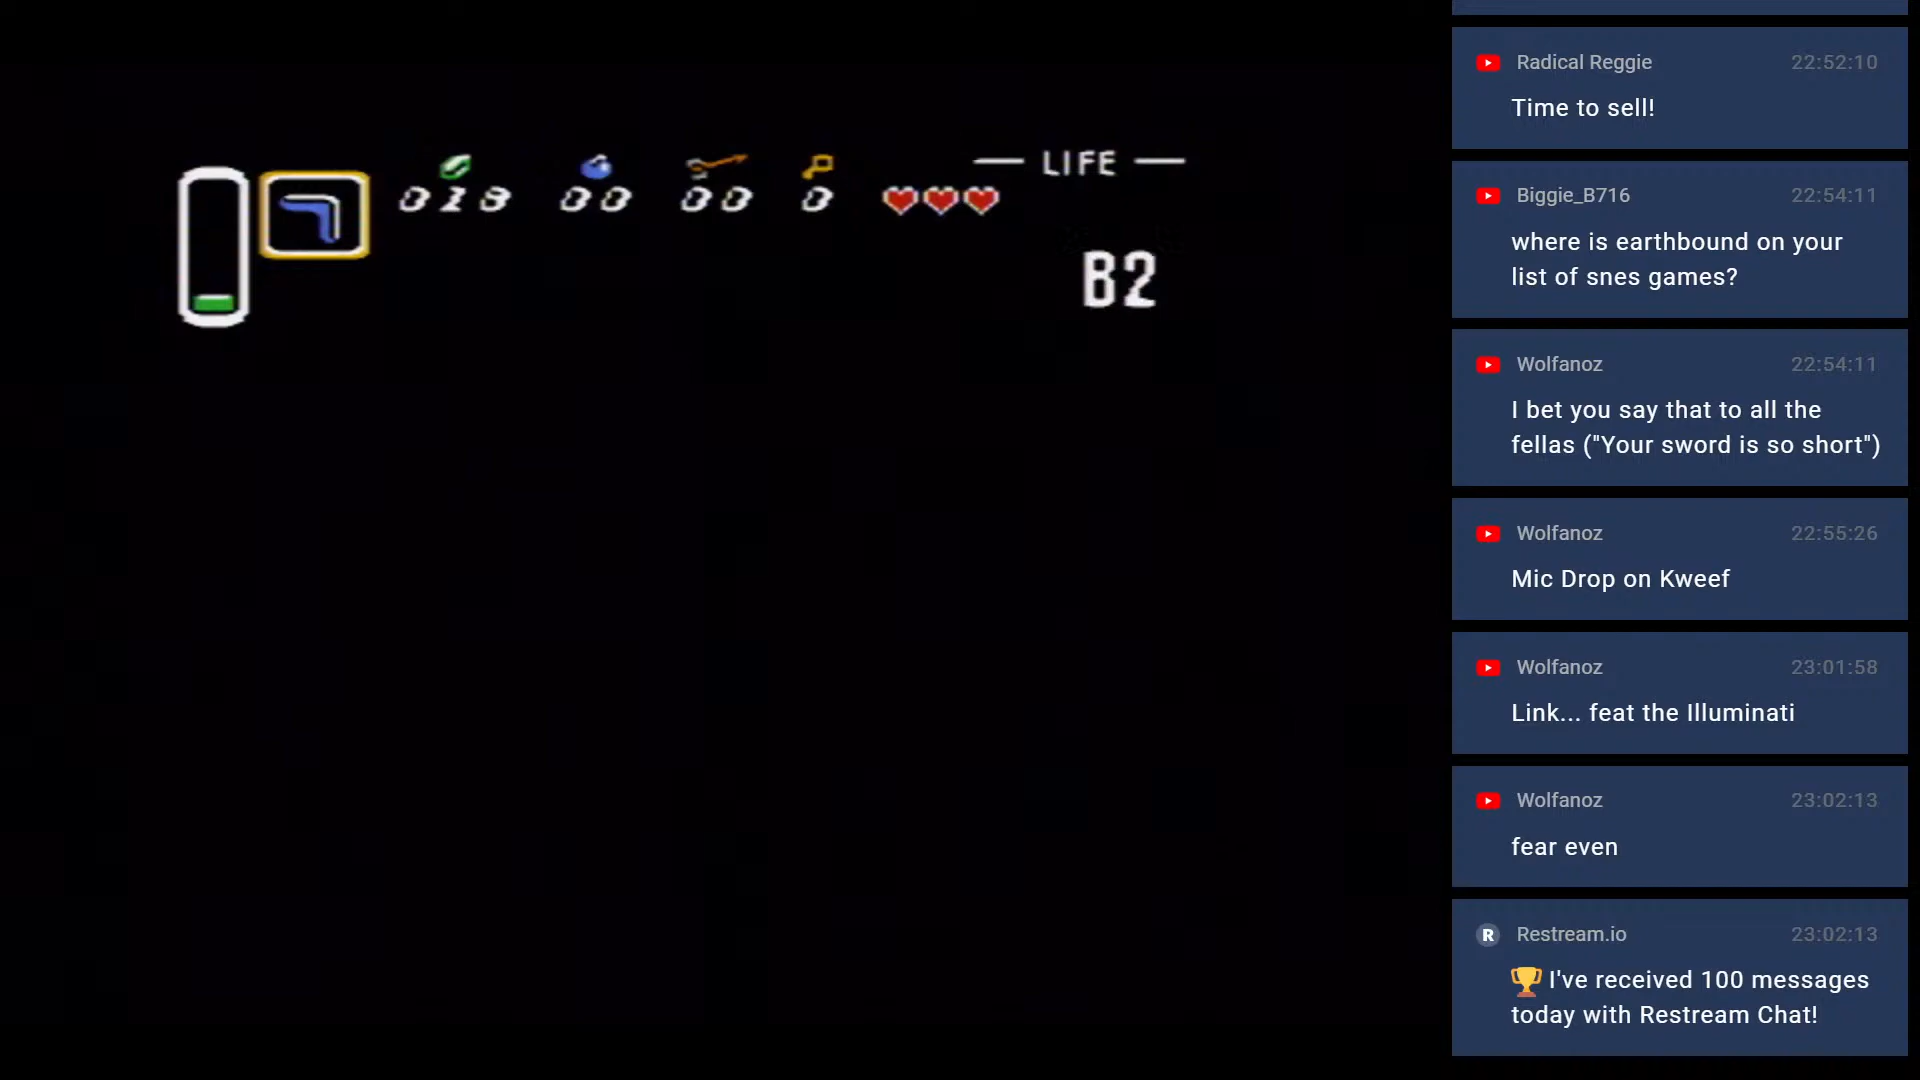 LIFE
018 00 00 0
B2
Radical Reggie 22:52:10
Time to sell!
Biggie_B716 22:54:11
where is earthbound on your
list of snes games?
Wolfanoz 22:54:11
I bet you say that to all the
fellas ("Your sword is so short")
Wolfanoz 22:55:26
Mic Drop on Kweef
Wolfanoz 23:01:58
Link... feat the Illuminati
Wolfanoz 23:02:13
fear even
R Restream.io 23:02:13
🏆 I've received 100 messages
today with Restream Chat!